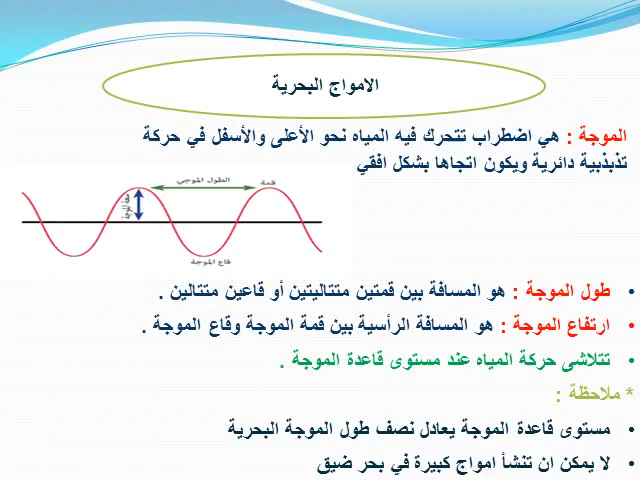 الامواج البحرية
الموجة : هي اضطراب تتحرك فيه المياه نحو الأعلى والأسفل في حركة
تذبذبية دائرية ويكون اتجاها بشكل افقي
الطول الموجي
قمة
قاع الموجة
• طول الموجة : هو المسافة بين قمتين متتاليتين أو قاعين متتالين .
• ارتفاع الموجة : هو المسافة الرأسية بين قمة الموجة وقاع الموجة .
• تتلاشى حركة المياه عند مستوى قاعدة الموجة .
* ملاحظة :
• مستوى قاعدة الموجة يعادل نصف طول الموجة البحرية
• لا يمكن ان تنشأ امواج كبيرة في بحر ضيق